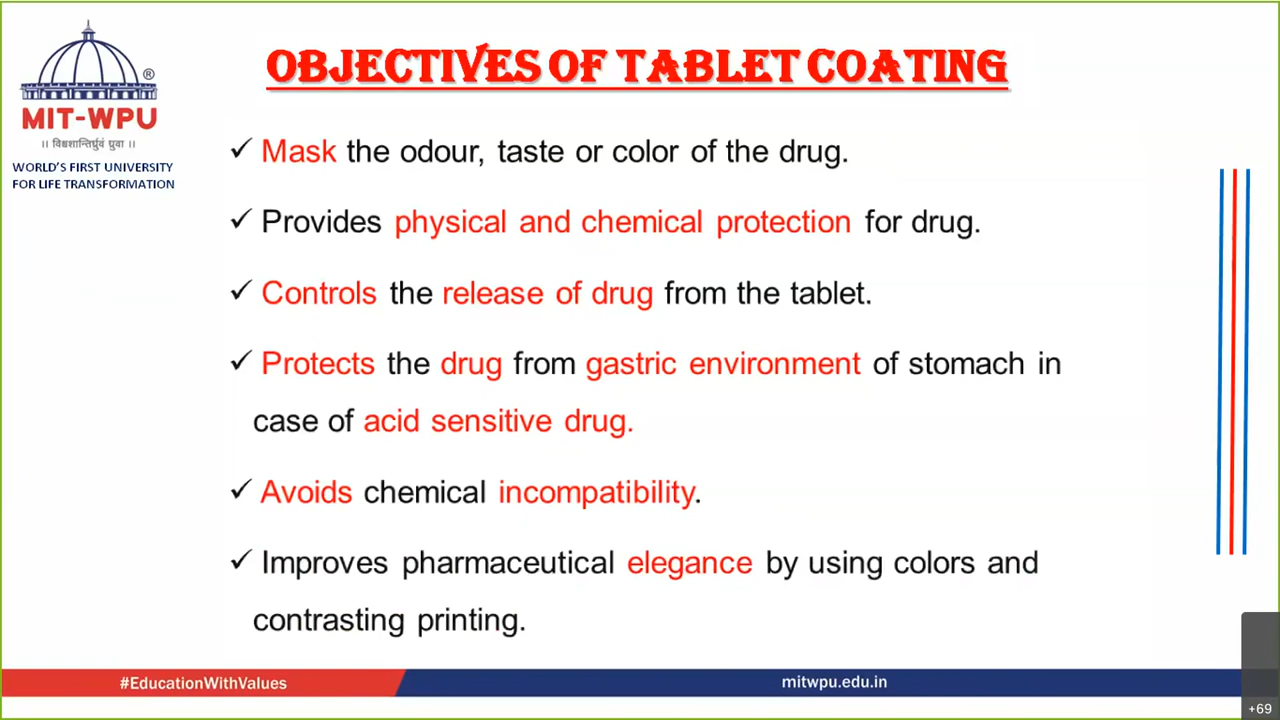 OBJECTIVES OF TABLET COATING
®
MIT-WPU
।। विश्वशान्तिर्ध्रुवं ध्रुवा ।।
WORLD'S FIRST UNIVERSITY
FOR LIFE TRANSFORMATION
✓ Mask the odour, taste or color of the drug.
✓ Provides physical and chemical protection for drug.
✓ Controls the release of drug from the tablet.
✓ Protects the drug from gastric environment of stomach in
case of acid sensitive drug.
✓ Avoids chemical incompatibility.
✓ Improves pharmaceutical elegance by using colors and
contrasting printing.
#EducationWithValues
mitwpu.edu.in
+69